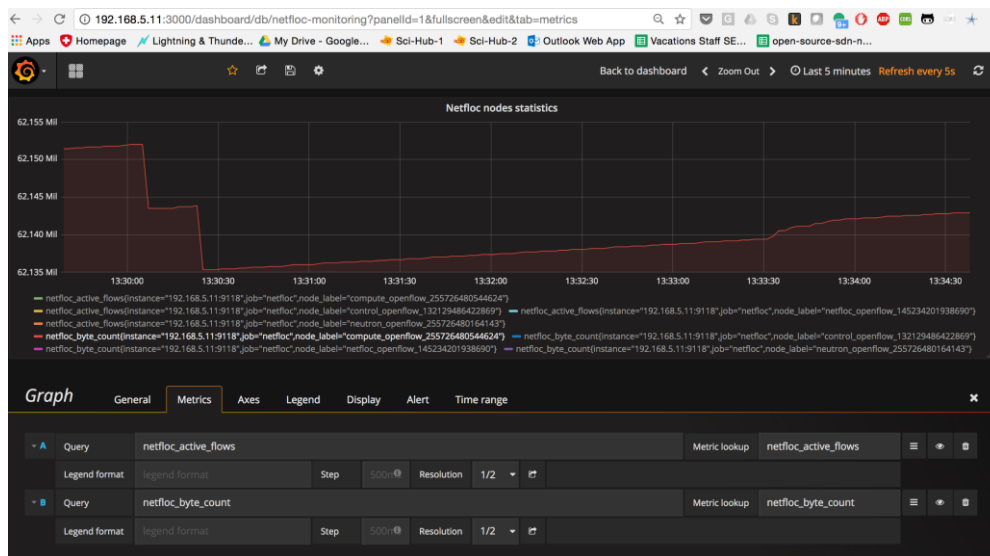 192.168.5.11:3000/dashboard/db/netfloc-monitoring?panelId=1&fullscreen&edit&tab=metrics
Apps Homepage Lightning & Thunde... My Drive - Google... Sci-Hub-1 Sci-Hub-2 Outlook Web App Vacations Staff SE... open-source-sdn-n...
Back to dashboard Zoom Out Last 5 minutes Refresh every 5s
Netfloc nodes statistics
62.155 Mil
62.150 Mil
62.145 Mil
62.140 Mil
62.135 Mil
13:30:00 13:30:30 13:31:00 13:31:30 13:32:00 13:32:30 13:33:00 13:33:30 13:34:00 13:34:30
netfloc_active_flows{instance="192.168.5.11:9118",job="netfloc",node_label="compute_openflow_255726480544624"}
netfloc_active_flows{instance="192.168.5.11:9118",job="netfloc",node_label="control_openflow_132129486422869"} netfloc_active_flows{instance="192.168.5.11:9118",job="netfloc",node_label="netfloc_openflow_145234201938690"}
netfloc_active_flows{instance="192.168.5.11:9118",job="netfloc",node_label="neutron_openflow_255726480164143"}
netfloc_byte_count{instance="192.168.5.11:9118",job="netfloc",node_label="compute_openflow_255726480544624"} netfloc_byte_count{instance="192.168.5.11:9118",job="netfloc",node_label="control_openflow_132129486422869"}
netfloc_byte_count{instance="192.168.5.11:9118",job="netfloc",node_label="netfloc_openflow_145234201938690"} netfloc_byte_count{instance="192.168.5.11:9118",job="netfloc",node_label="neutron_openflow_255726480164143"}
Graph General Metrics Axes Legend Display Alert Time range
A Query netfloc_active_flows Metric lookup netfloc_active_flows
Legend format legend format Step Resolution 1/2
B Query netfloc_byte_count Metric lookup netfloc_byte_count
Legend format legend format Step Resolution 1/2